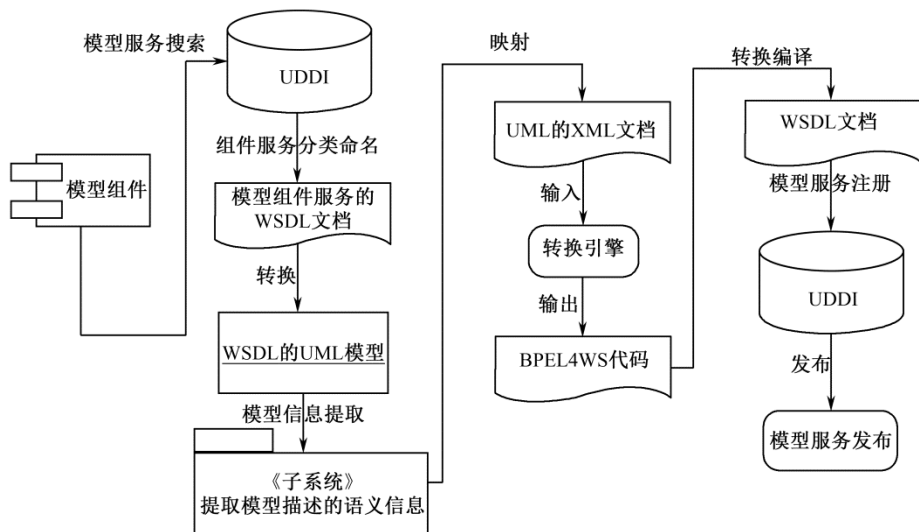 模型服务搜索
UDDI
组件服务分类命名
模型组件
模型组件服务的
WSDL文档
转换
WSDL的UML模型
模型信息提取
《子系统》
提取模型描述的语义信息
映射
UML的XML文档
输入
转换引擎
输出
BPEL4WS代码
转换编译
WSDL文档
模型服务注册
UDDI
发布
模型服务发布